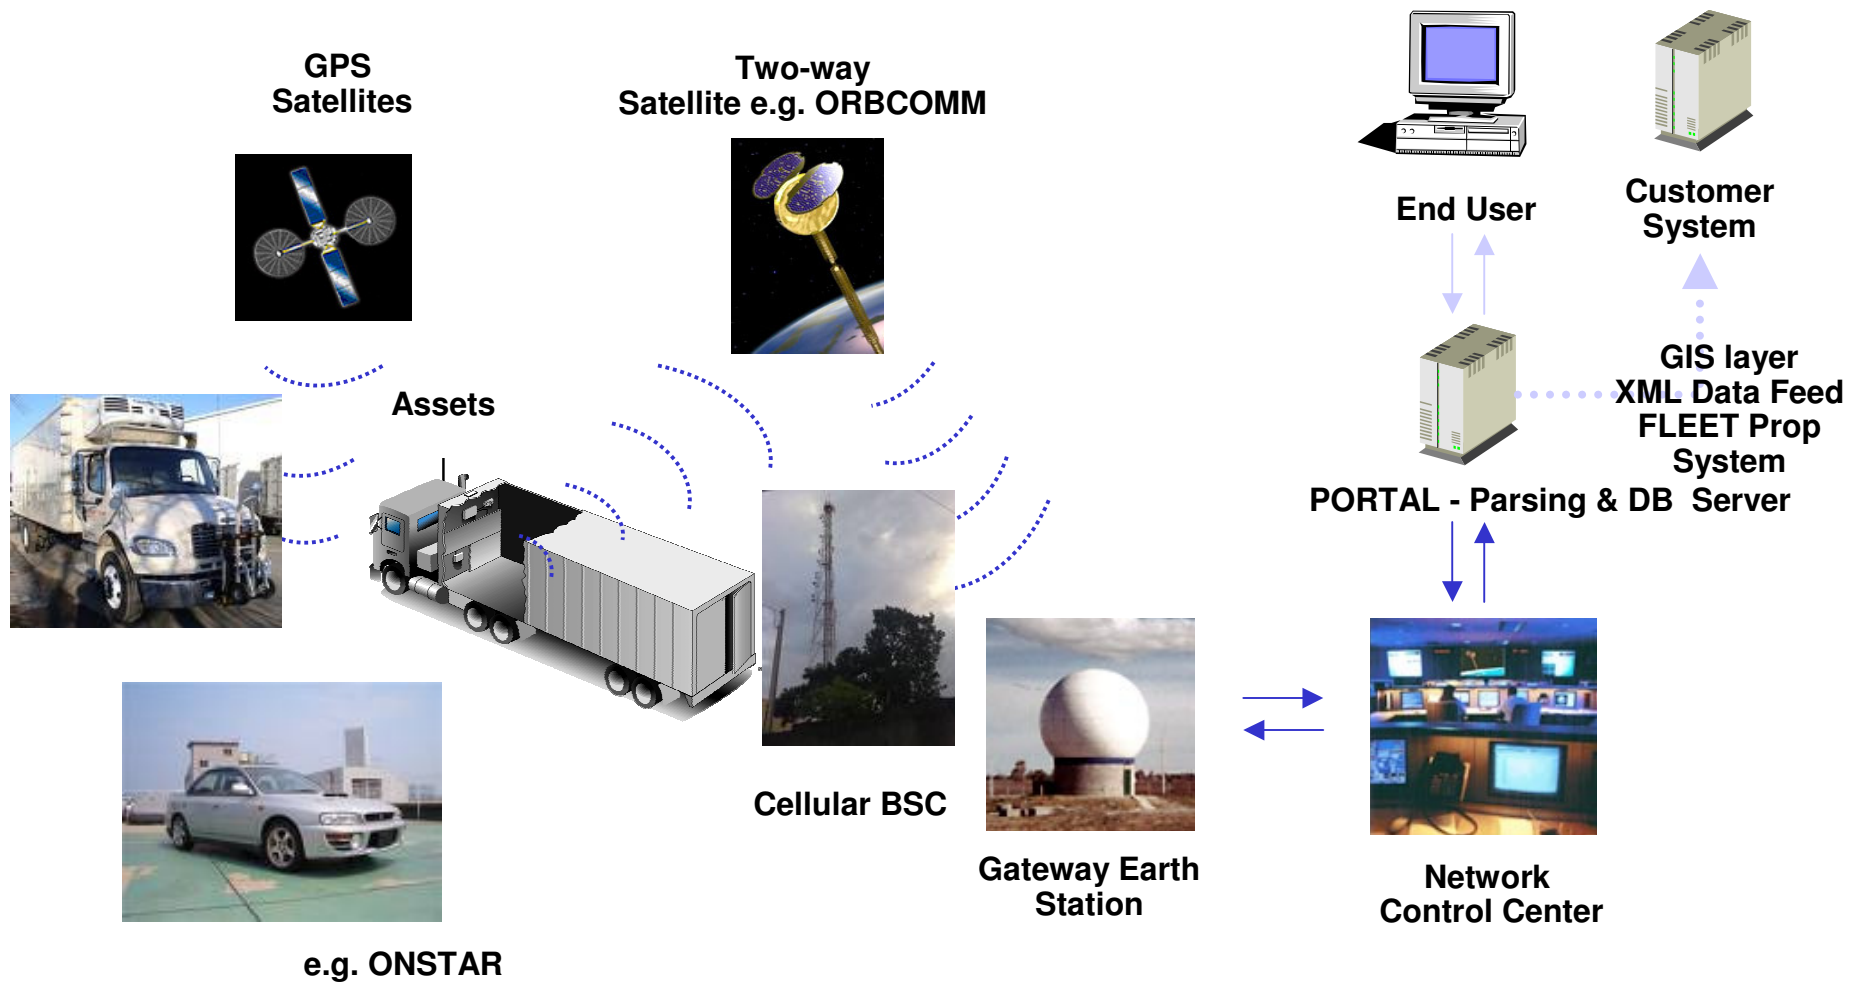 GPS
Satellites
Two-way
Satellite e.g. ORBCOMM
End User
Customer
System
Assets
GIS layer
XML Data Feed
FLEET Prop
System
PORTAL - Parsing & DB  Server
Cellular BSC
Gateway Earth
Station
Network
Control Center
e.g. ONSTAR